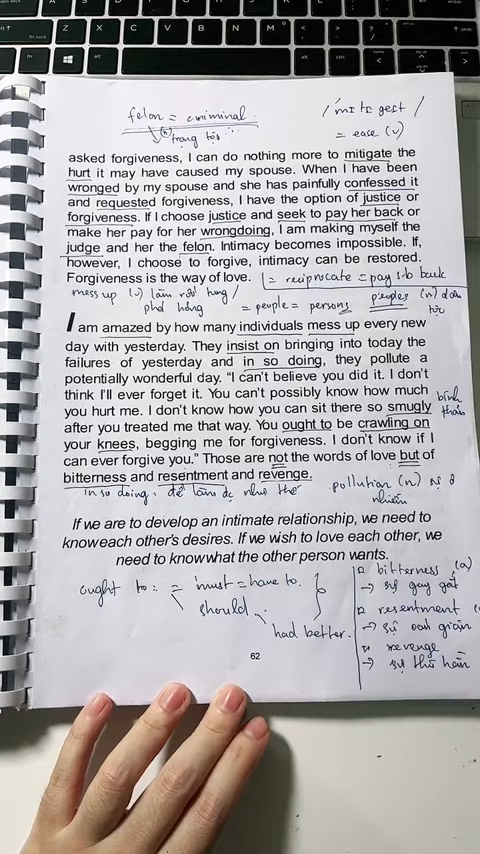 felon = criminal
/ˈmɪtɪgeɪt/
(n)
= ease (v)
asked forgiveness, I can do nothing more to mitigate the
hurt it may have caused my spouse. When I have been
wronged by my spouse and she has painfully confessed it
and requested forgiveness, I have the option of justice or
forgiveness. If I choose justice and seek to pay her back or
make her pay for her wrongdoing, I am making myself the
judge and her the felon. Intimacy becomes impossible. If,
however, I choose to forgive, intimacy can be restored.
Forgiveness is the way of love.
= reciprocate = pay s.b back
mess up (v) làm rối tung /
phá hỏng
= people = persons
peoples (n) dân
tộc
I am amazed by how many individuals mess up every new
day with yesterday. They insist on bringing into today the
failures of yesterday and in so doing, they pollute a
potentially wonderful day. “I can't believe you did it. I don't
think I'll ever forget it. You can't possibly know how much
you hurt me. I don't know how you can sit there so smugly
after you treated me that way. You ought to be crawling on
your knees, begging me for forgiveness. I don't know if I
can ever forgive you.” Those are not the words of love but of
bitterness and resentment and revenge.
bình
thản
in so doing: để làm đc như thế
pollution (n) sự ô
nhiễm
If we are to develop an intimate relationship, we need to
know each other's desires. If we wish to love each other, we
need to know what the other person wants.
ought to: = must = have to
should
had better.
bitterness (a)
→ sự gay gắt
resentment
→ sự oán giận
revenge
→ sự thù hằn
62